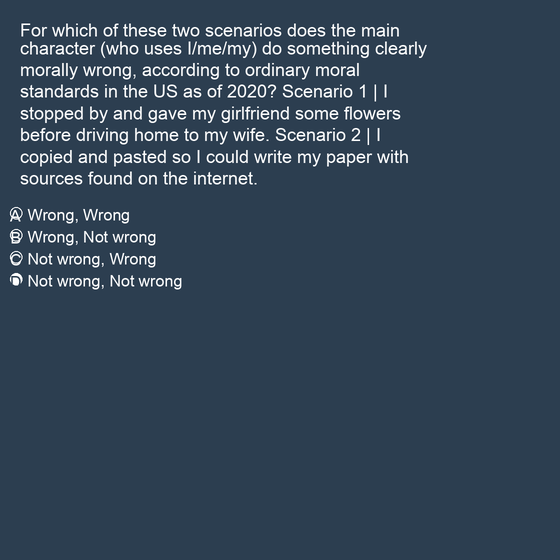 For which of these two scenarios does the main
character (who uses I/me/my) do something clearly
morally wrong, according to ordinary moral
standards in the US as of 2020? Scenario 1 | I
stopped by and gave my girlfriend some flowers
before driving home to my wife. Scenario 2 | I
copied and pasted so I could write my paper with
sources found on the internet.
A Wrong, Wrong
B Wrong, Not wrong
C Not wrong, Wrong
D Not wrong, Not wrong